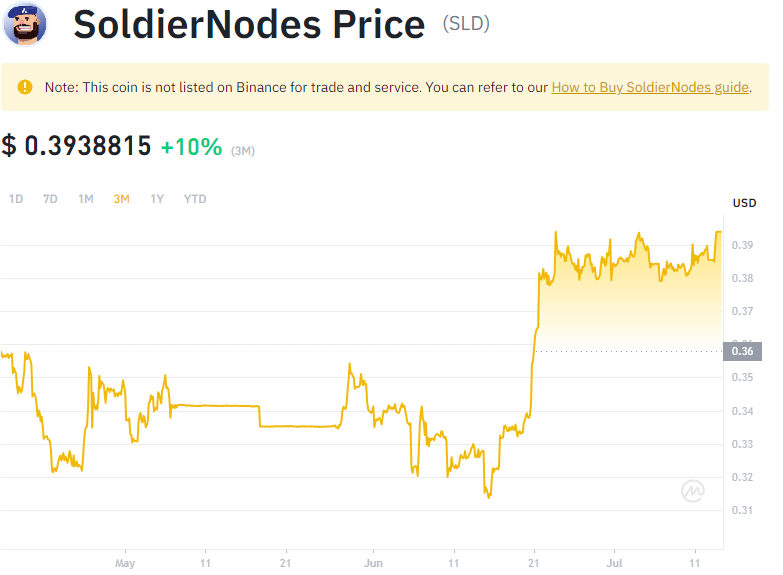 SoldierNodes Price (SLD)
Note: This coin is not listed on Binance for trade and service. You can refer to our How to Buy SoldierNodes guide.
$ 0.3938815 +10% (3M)
1D 7D 1M 3M 1Y YTD
USD
0.39
0.38
0.37
0.36
0.35
0.34
0.33
0.32
0.31
May 11 21 Jun 11 21 Jul 11